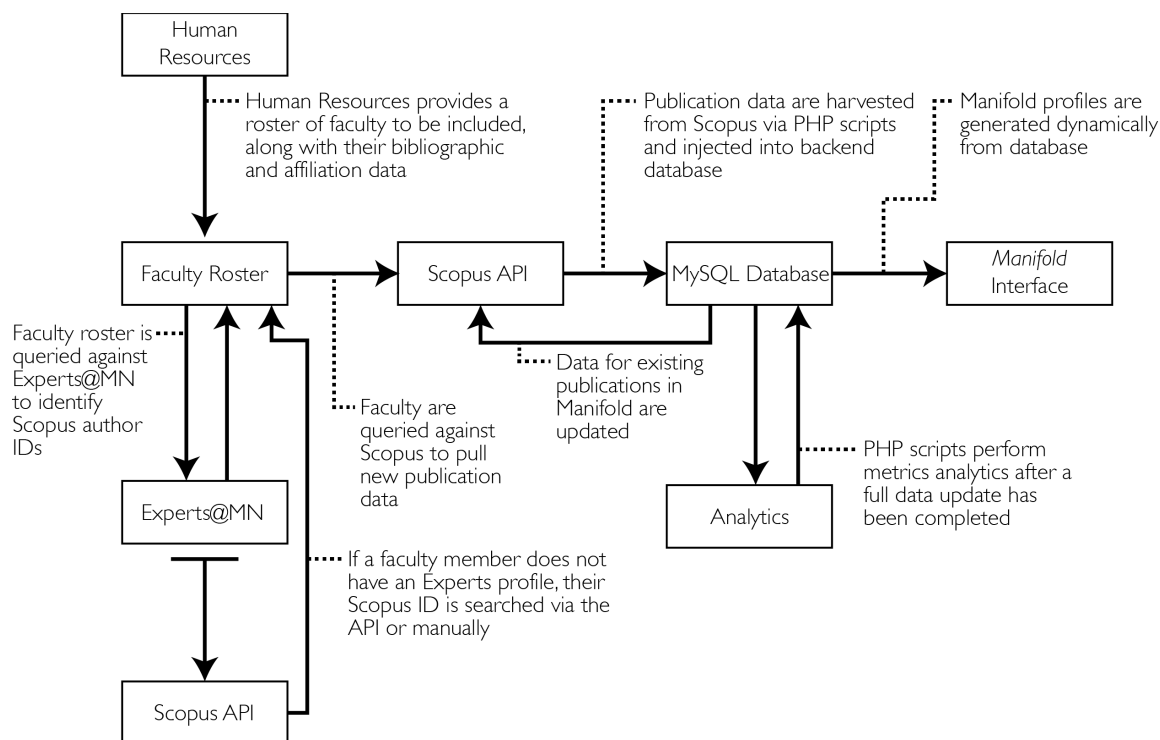 Human
Resources
Human Resources provides a
roster of faculty to be included,
along with their bibliographic
and affiliation data
Publication data are harvested
from Scopus via PHP scripts
and injected into backend
database
Manifold profiles are
generated dynamically
from database
Faculty Roster
Scopus API
MySQL Database
Manifold
Interface
Faculty roster is
queried against
Experts@MN
to identify
Scopus author
IDs
Faculty are
queried against
Scopus to pull
new publication
data
Data for existing
publications in
Manifold are
updated
PHP scripts perform
metrics analytics after a
full data update has
been completed
Experts@MN
Analytics
If a faculty member does not
have an Experts profile, their
Scopus ID is searched via the
API or manually
Scopus API